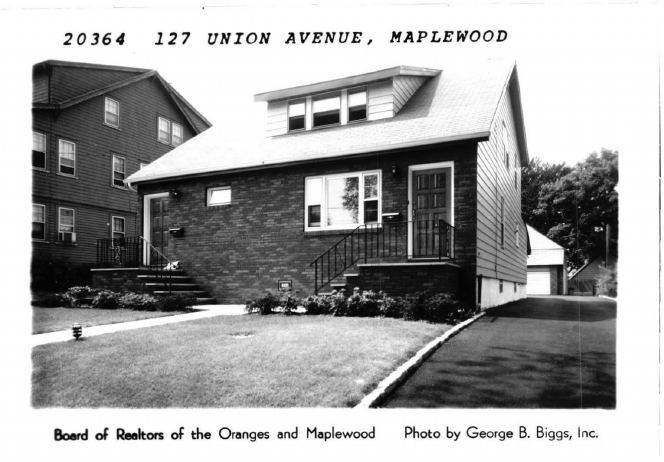 20364 127 UNION AVENUE, MAPLEWOOD
Board of Realtors of the Oranges and Maplewood Photo by George B. Biggs, Inc.